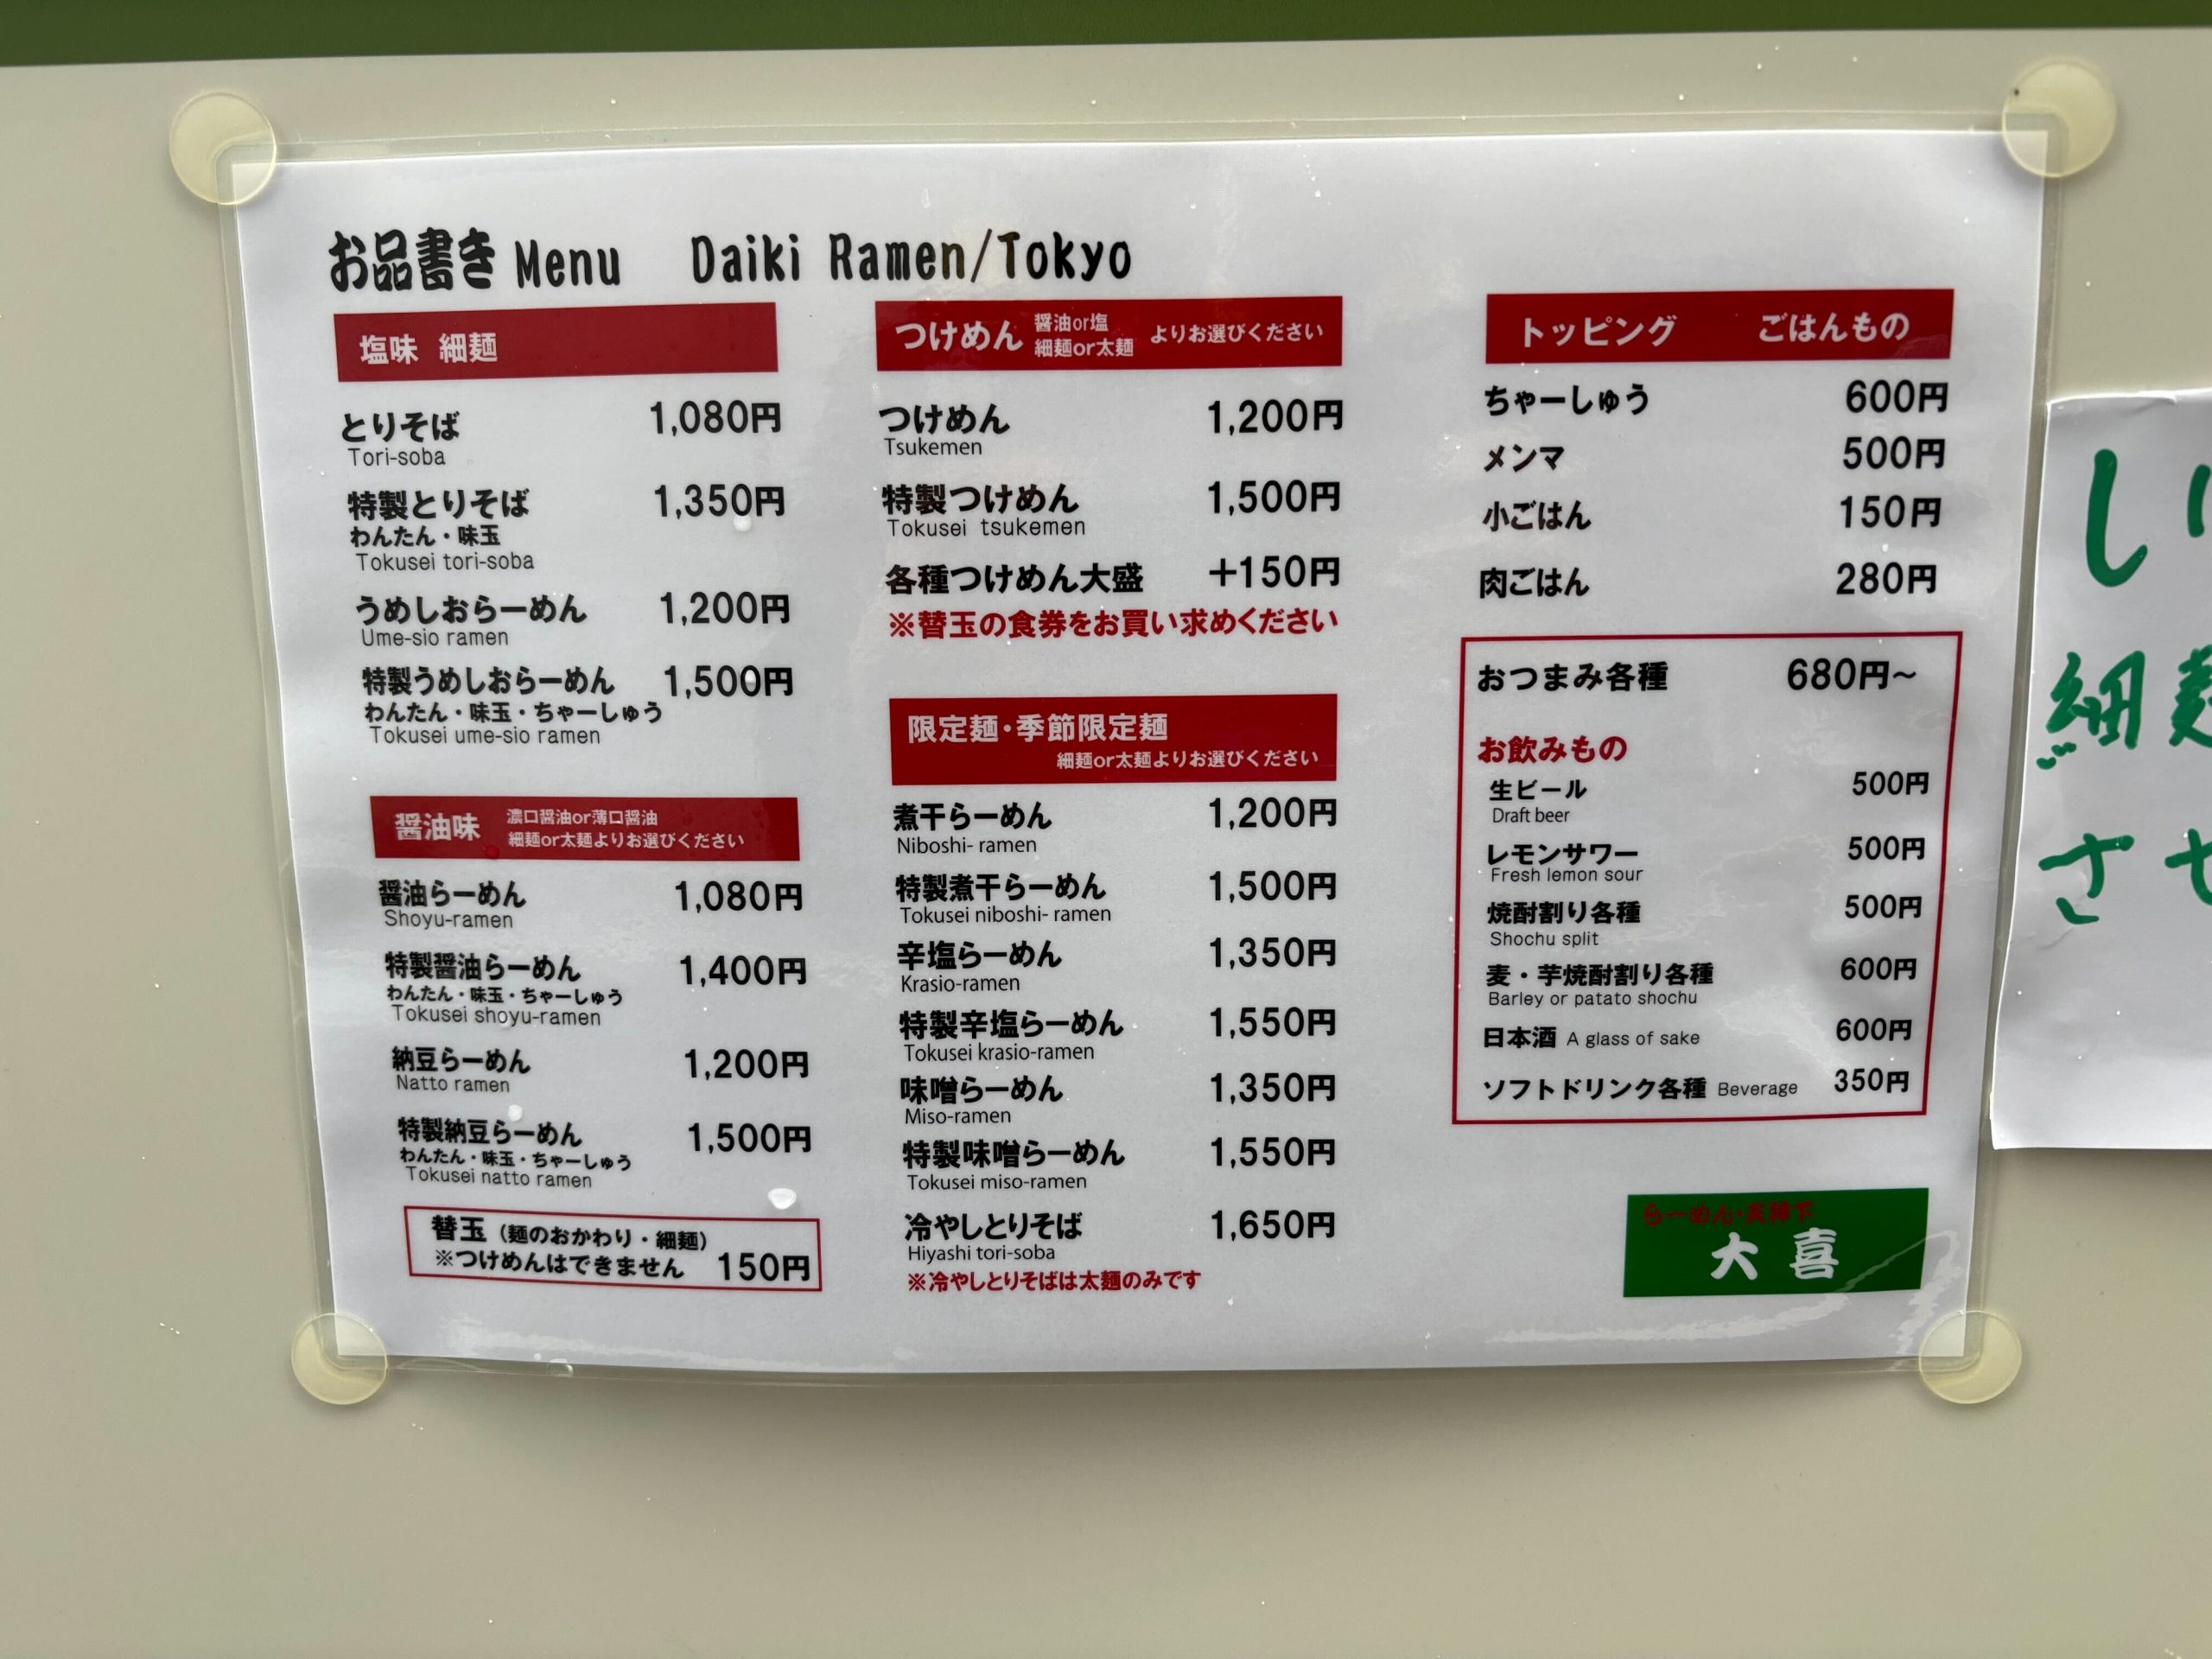 お品書き Menu Daiki Ramen/Tokyo
塩味 細麺
とりそば 1,080円
Tori-soba
特製とりそば 1,350円
わんたん・味玉
Tokusei tori-soba
うめしおらーめん 1,200円
Ume-sio ramen
特製うめしおらーめん 1,500円
わんたん・味玉・ちゃーしゅう
Tokusei ume-sio ramen
醤油味 濃口醤油or薄口醤油
細麺or太麺よりお選びください
醤油らーめん 1,080円
Shoyu-ramen
特製醤油らーめん 1,400円
わんたん・味玉・ちゃーしゅう
Tokusei shoyu-ramen
納豆らーめん 1,200円
Natto ramen
特製納豆らーめん 1,500円
わんたん・味玉・ちゃーしゅう
Tokusei natto ramen
替玉（麺のおかわり・細麺）
※つけめんはできません 150円
つけめん 醤油or塩
細麺or太麺 よりお選びください
つけめん 1,200円
Tsukemen
特製つけめん 1,500円
Tokusei tsukemen
各種つけめん大盛 +150円
※替玉の食券をお買い求めください
限定麺・季節限定麺
細麺or太麺よりお選びください
煮干らーめん 1,200円
Niboshi- ramen
特製煮干らーめん 1,500円
Tokusei niboshi- ramen
辛塩らーめん 1,350円
Krasio-ramen
特製辛塩らーめん 1,550円
Tokusei krasio-ramen
味噌らーめん 1,350円
Miso-ramen
特製味噌らーめん 1,550円
Tokusei miso-ramen
冷やしとりそば 1,650円
Hiyashi tori-soba
※冷やしとりそばは太麺のみです
トッピング ごはんもの
ちゃーしゅう 600円
メンマ 500円
小ごはん 150円
肉ごはん 280円
おつまみ各種 680円～
お飲みもの
生ビール 500円
Draft beer
レモンサワー 500円
Fresh lemon sour
焼酎割り各種 500円
Shochu split
麦・芋焼酎割り各種 600円
Barley or patato shochu
日本酒 A glass of sake 600円
ソフトドリンク各種 Beverage 350円
らーめん・天神下
大喜
し
細麺
させ